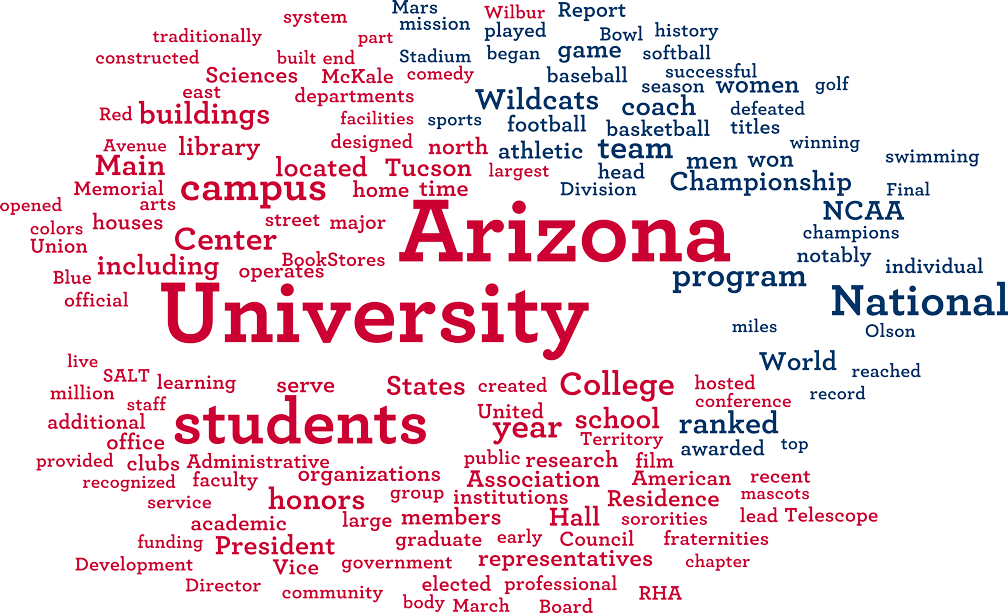 Mars Wilbur Report
system mission
traditionally part played Bowl history
constructed built end Stadium began game softball
Sciences McKale comedy baseball successful
east departments Wildcats season women golf
Red buildings facilities sports football coach defeated
Avenue library designed north athletic basketball titles
Main located Tucson largest team men won winning swimming
Memorial campus home time head Division Championship Final
opened arts
colors houses street major Arizona NCAA
Union Center champions
including BookStores notably
Blue operates program individual
official University National
miles Olson
live World reached
SALT learning serve States created College hosted record
million staff conference
additional students United year school ranked
office Territory awarded top
provided clubs Administrative public research film
recognized faculty organizations Association American recent
service honors group institutions Residence mascots
academic large members Hall sororities lead Telescope
funding President graduate early Council fraternities
Development Vice government representatives chapter
Director community elected professional
body March Board RHA